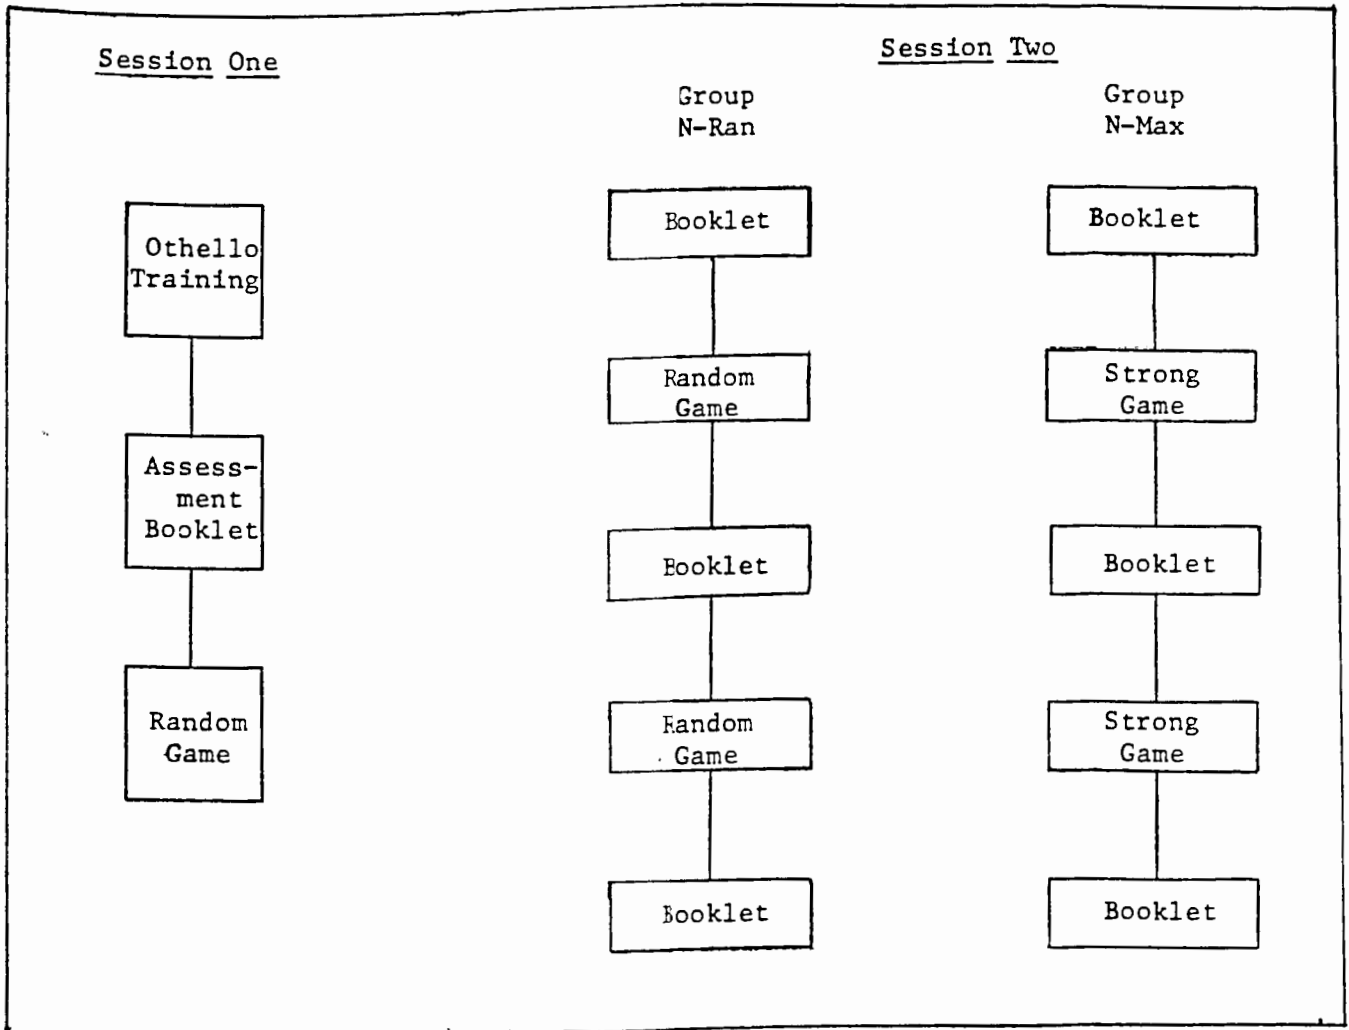 Session One
Othello
Training
Assess-
ment
Booklet
Random
Game
Session Two
Group
N-Ran
Booklet
Random
Game
Booklet
Random
Game
Booklet
Group
N-Max
Booklet
Strong
Game
Booklet
Strong
Game
Booklet